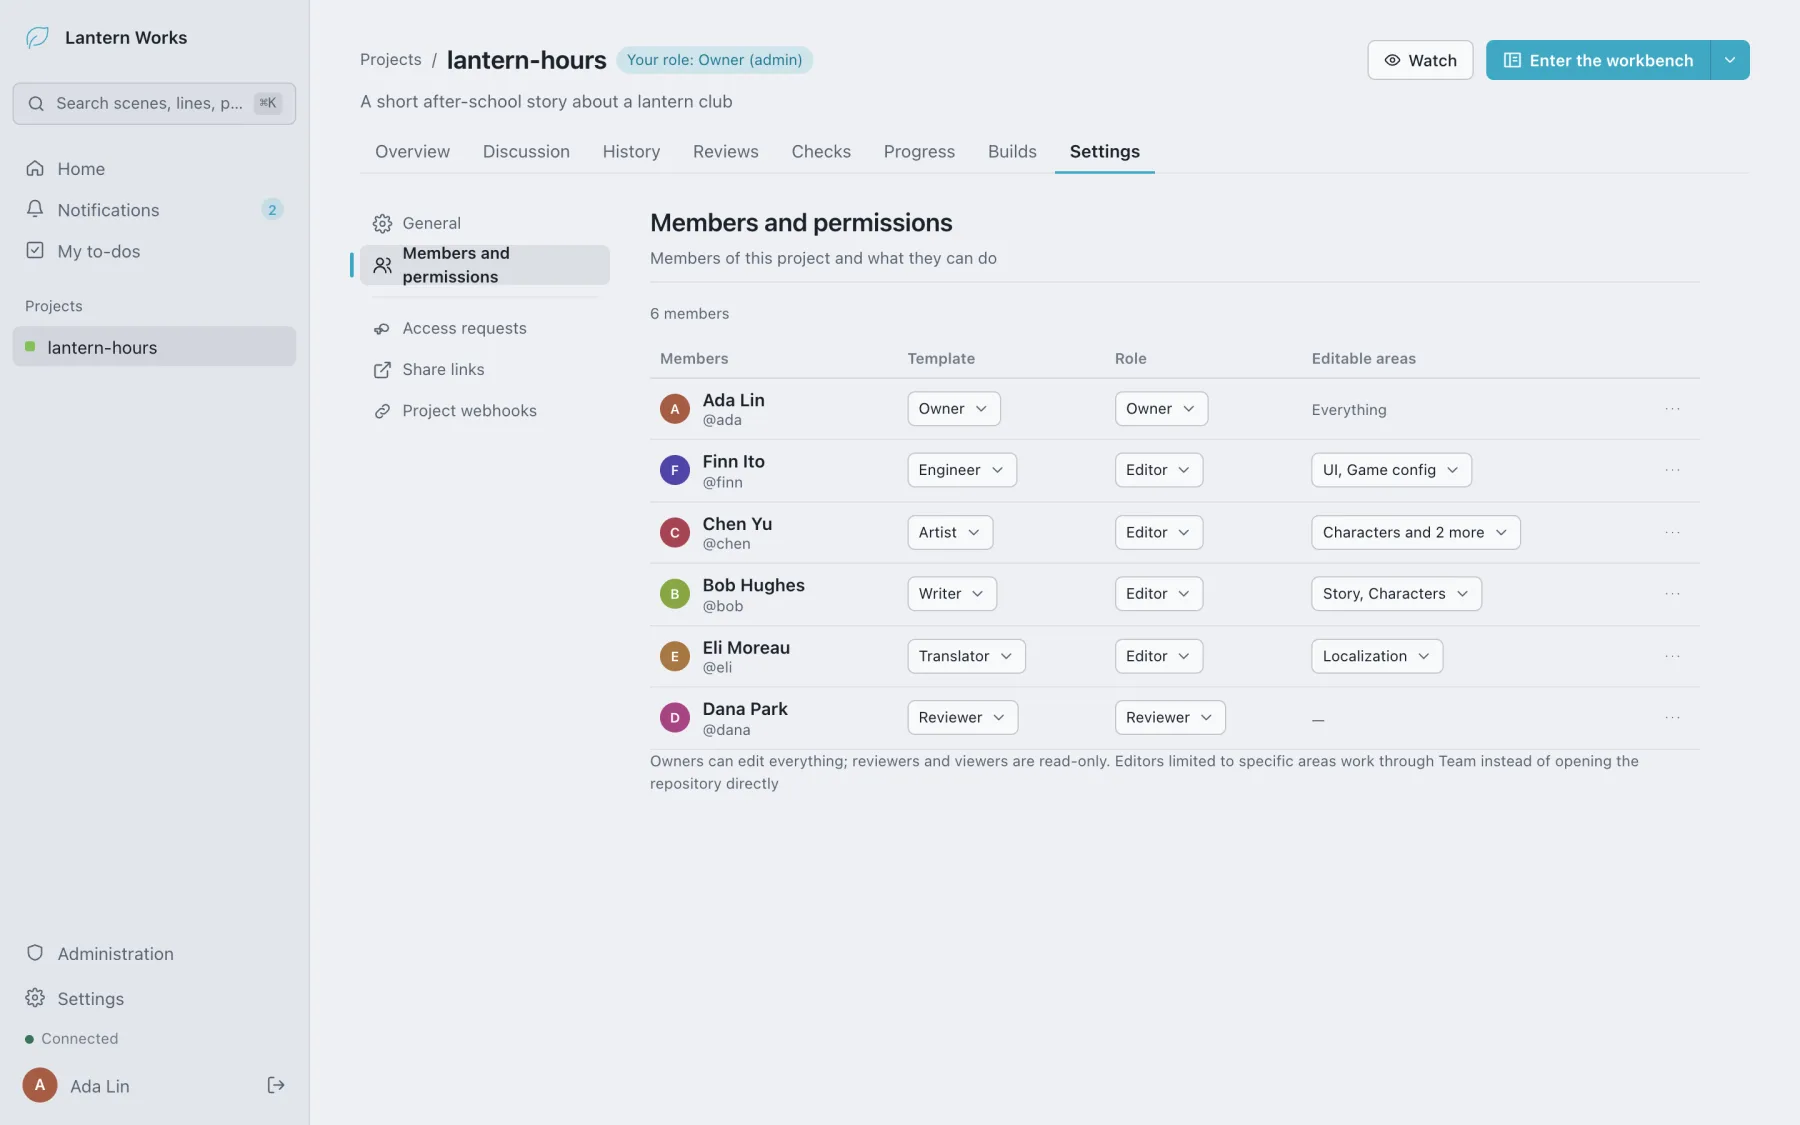 Lantern Works
Search scenes, lines, p... ⌘K
Home
Notifications 2
My to-dos
Projects
lantern-hours
Administration
Settings
Connected
A Ada Lin
Projects / lantern-hours Your role: Owner (admin)
Watch
Enter the workbench
A short after-school story about a lantern club
Overview Discussion History Reviews Checks Progress Builds Settings
General
Members and
permissions
Access requests
Share links
Project webhooks
Members and permissions
Members of this project and what they can do
6 members
Members Template Role Editable areas
A Ada Lin Owner Owner Everything ...
@ada
F Finn Ito Engineer Editor UI, Game config ...
@finn
C Chen Yu Artist Editor Characters and 2 more ...
@chen
B Bob Hughes Writer Editor Story, Characters ...
@bob
E Eli Moreau Translator Editor Localization ...
@eli
D Dana Park Reviewer Reviewer — ...
@dana
Owners can edit everything; reviewers and viewers are read-only. Editors limited to specific areas work through Team instead of opening the
repository directly